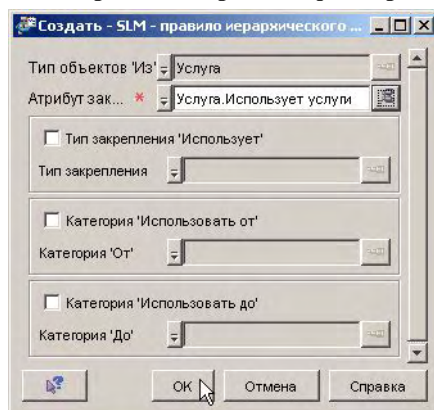 Создать - SLM - правило иерархического ...
Тип объектов 'Из' Услуга
Атрибут зак... * Услуга.Использует услуги
Тип закрепления 'Использует'
Тип закрепления
Категория 'Использовать от'
Категория 'От'
Категория 'Использовать до'
Категория 'До'
OK Отмена Справка